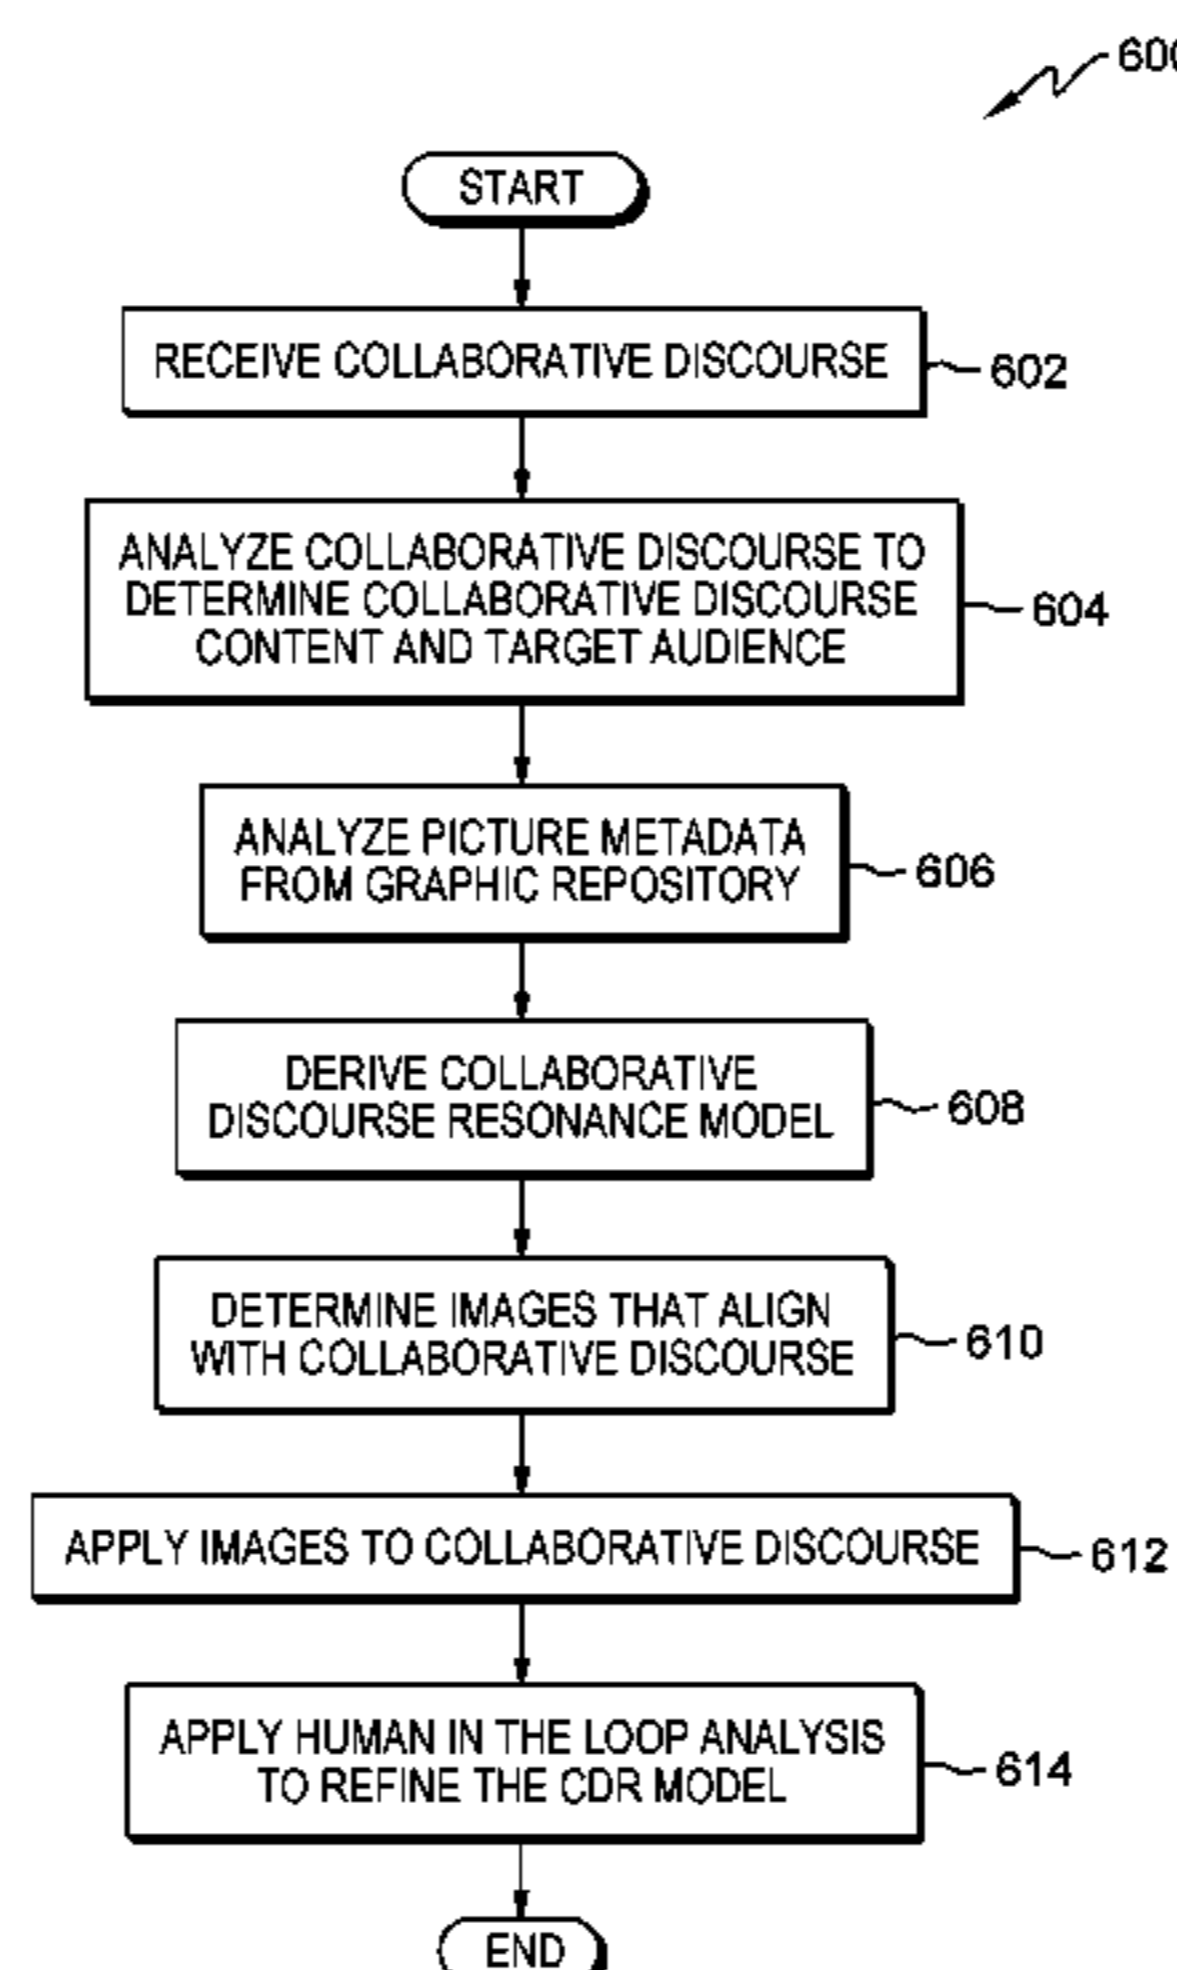 600
START
RECEIVE COLLABORATIVE DISCOURSE
602
ANALYZE COLLABORATIVE DISCOURSE TO
DETERMINE COLLABORATIVE DISCOURSE
CONTENT AND TARGET AUDIENCE
604
ANALYZE PICTURE METADATA
FROM GRAPHIC REPOSITORY
606
DERIVE COLLABORATIVE
DISCOURSE RESONANCE MODEL
608
DETERMINE IMAGES THAT ALIGN
WITH COLLABORATIVE DISCOURSE
610
APPLY IMAGES TO COLLABORATIVE DISCOURSE
612
APPLY HUMAN IN THE LOOP ANALYSIS
TO REFINE THE CDR MODEL
614
END